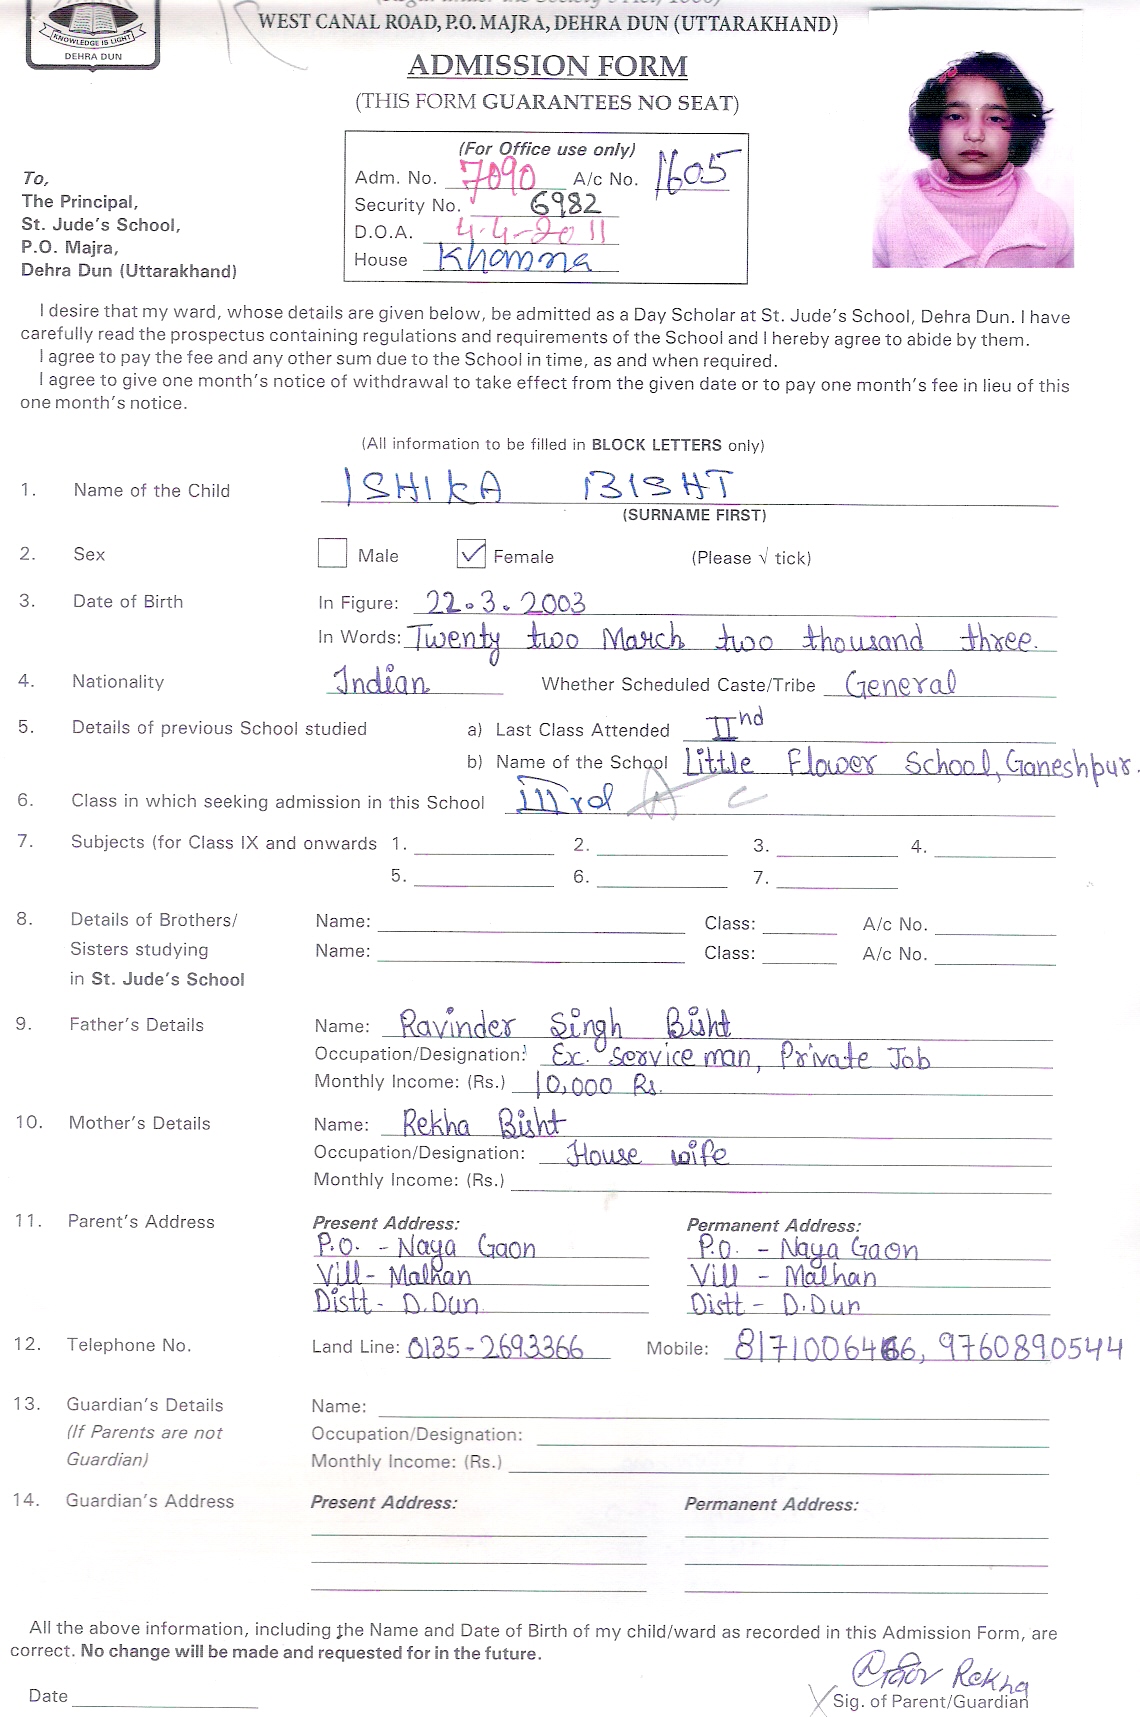 WEST CANAL ROAD, P.O. MAJRA, DEHRA DUN (UTTARAKHAND)
KNOWLEDGE IS LIGHT
DEHRA DUN
ADMISSION FORM
(THIS FORM GUARANTEES NO SEAT)
(For Office use only)
Adm. No. 7090 A/c No. 1605
Security No. 6982
D.O.A. 4.4-2011
House Khanna
To,
The Principal,
St. Jude's School,
P.O. Majra,
Dehra Dun (Uttarakhand)
I desire that my ward, whose details are given below, be admitted as a Day Scholar at St. Jude's School, Dehra Dun. I have
carefully read the prospectus containing regulations and requirements of the School and I hereby agree to abide by them.
I agree to pay the fee and any other sum due to the School in time, as and when required.
I agree to give one month's notice of withdrawal to take effect from the given date or to pay one month's fee in lieu of this
one month's notice.
(All information to be filled in BLOCK LETTERS only)
1. Name of the Child ISHIKA BISHT
(SURNAME FIRST)
2. Sex Male Female (Please √ tick)
3. Date of Birth In Figure: 22.3.2003
In Words: Twenty two March two thousand three.
4. Nationality Indian Whether Scheduled Caste/Tribe General
5. Details of previous School studied a) Last Class Attended IInd
b) Name of the School Little Flower School, Ganeshpur.
6. Class in which seeking admission in this School IIIrd A C
7. Subjects (for Class IX and onwards 1. 2. 3. 4.
5. 6. 7.
8. Details of Brothers/ Name: Class: A/c No.
Sisters studying Name: Class: A/c No.
in St. Jude's School
9. Father's Details Name: Ravinder Singh Bisht
Occupation/Designation: Ex. Service man, Private Job
Monthly Income: (Rs.) 10,000 Rs.
10. Mother's Details Name: Rekha Bisht
Occupation/Designation: House wife
Monthly Income: (Rs.)
11. Parent's Address Present Address: Permanent Address:
P.O. - Naya Gaon P.O. - Naya Gaon
Vill- Malhan Vill - Malhan
Distt- D.Dun Distt - D.Dun
12. Telephone No. Land Line: 0135-2693366 Mobile: 8171006466, 9760890544
13. Guardian's Details Name:
(If Parents are not Occupation/Designation:
Guardian) Monthly Income: (Rs.)
14. Guardian's Address Present Address: Permanent Address:
All the above information, including the Name and Date of Birth of my child/ward as recorded in this Admission Form, are
correct. No change will be made and requested for in the future.
Rekha
Date Sig. of Parent/Guardian